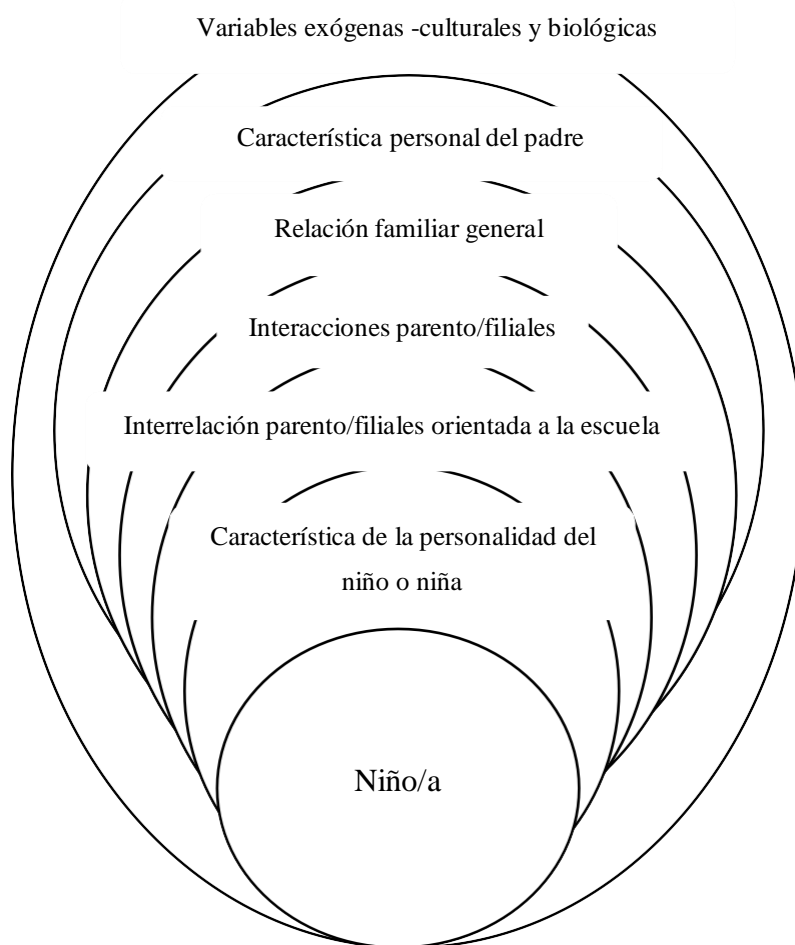 Variables exógenas -culturales y biológicas
Característica personal del padre
Relación familiar general
Interacciones parento/filiales
Interrelación parento/filiales orientada a la escuela
Característica de la personalidad del
niño o niña
Niño/a